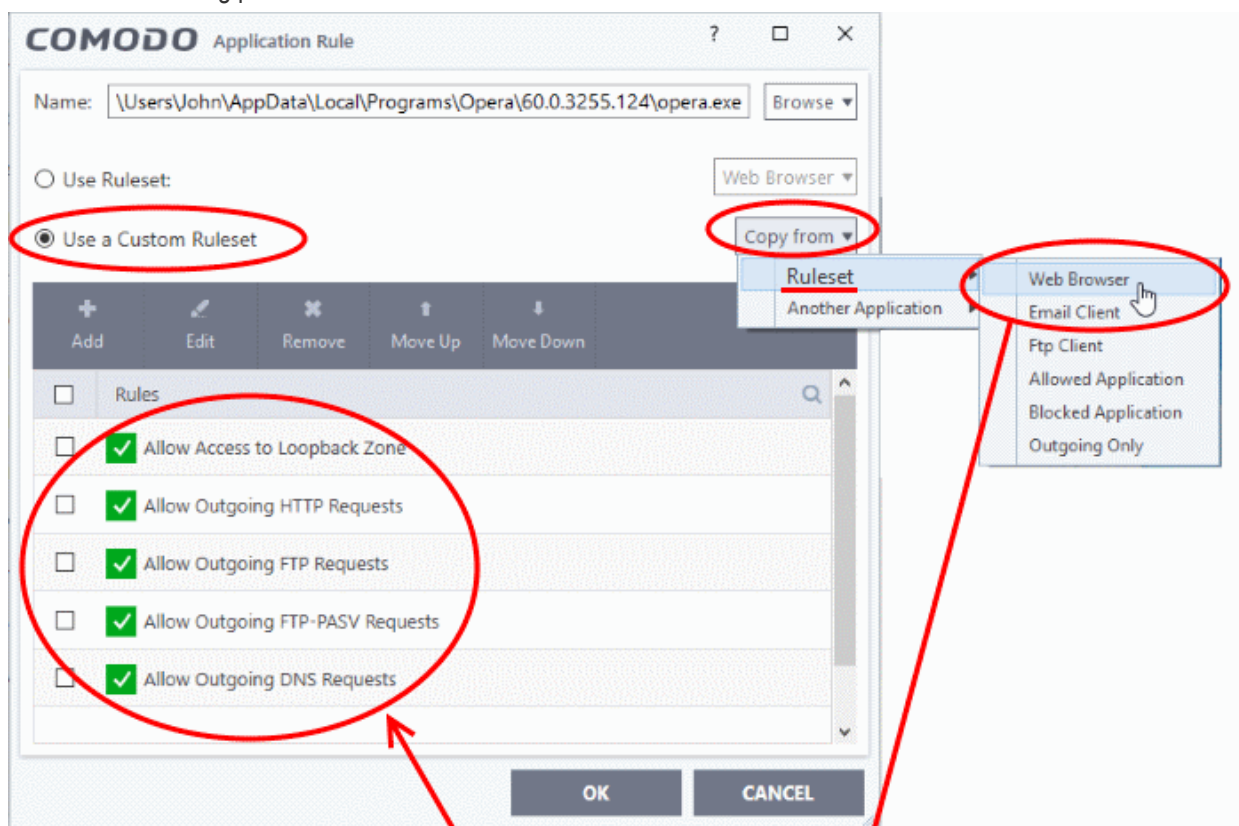 COMODO Application Rule ?
Name: \Users\John\AppData\Local\Programs\Opera\60.0.3255.124\opera.exe Browse
Use Ruleset: Web Browser
Use a Custom Ruleset Copy from
Ruleset Web Browser
Another Application Email Client
Ftp Client
Allowed Application
Blocked Application
Outgoing Only
Add Edit Remove Move Up Move Down
Rules
Allow Access to Loopback Zone
Allow Outgoing HTTP Requests
Allow Outgoing FTP Requests
Allow Outgoing FTP-PASV Requests
Allow Outgoing DNS Requests
OK CANCEL